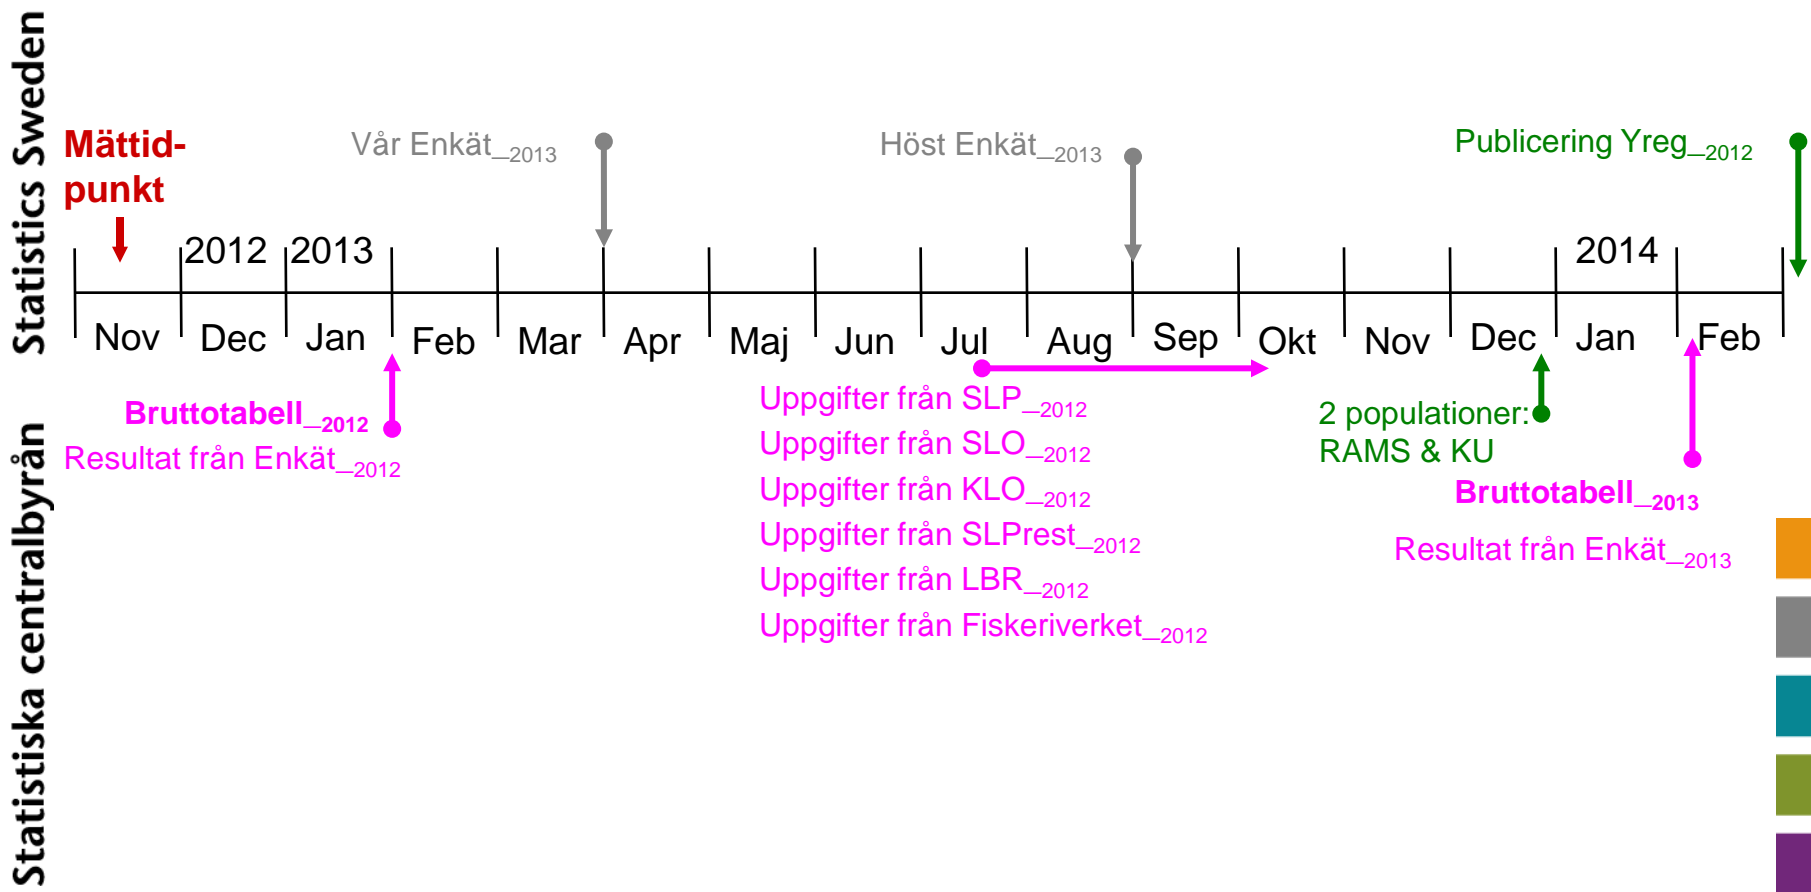 Statistics Sweden
Statistiska centralbyrån
Mättid-
punkt
Vår Enkät_2013
Höst Enkät_2013
Publicering Yreg_2012
2012 2013 2014
Nov Dec Jan Feb Mar Apr Maj Jun Jul Aug Sep Okt Nov Dec Jan Feb
Bruttotabell_2012
Resultat från Enkät_2012
Uppgifter från SLP_2012
Uppgifter från SLO_2012
Uppgifter från KLO_2012
Uppgifter från SLPrest_2012
Uppgifter från LBR_2012
Uppgifter från Fiskeriverket_2012
2 populationer:
RAMS & KU
Bruttotabell_2013
Resultat från Enkät_2013